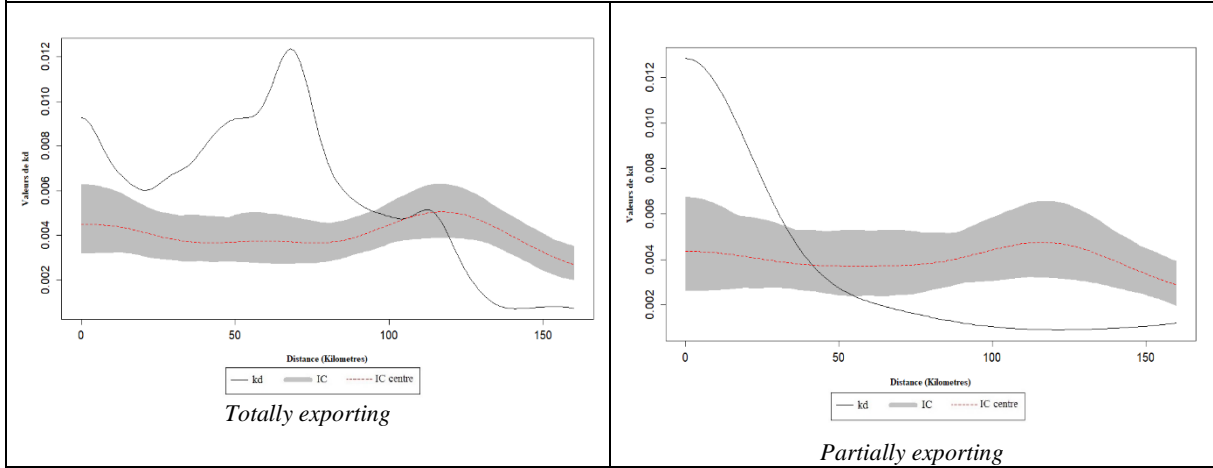 0.012
0.010
0.008
0.006
0.004
0.002
Valeurs de kd
0 50 100 150
Distance (Kilometres)
kd IC IC centre
Totally exporting
0.012
0.010
0.008
0.006
0.004
0.002
Valeurs de kd
0 50 100 150
Distance (Kilometres)
kd IC IC centre
Partially exporting